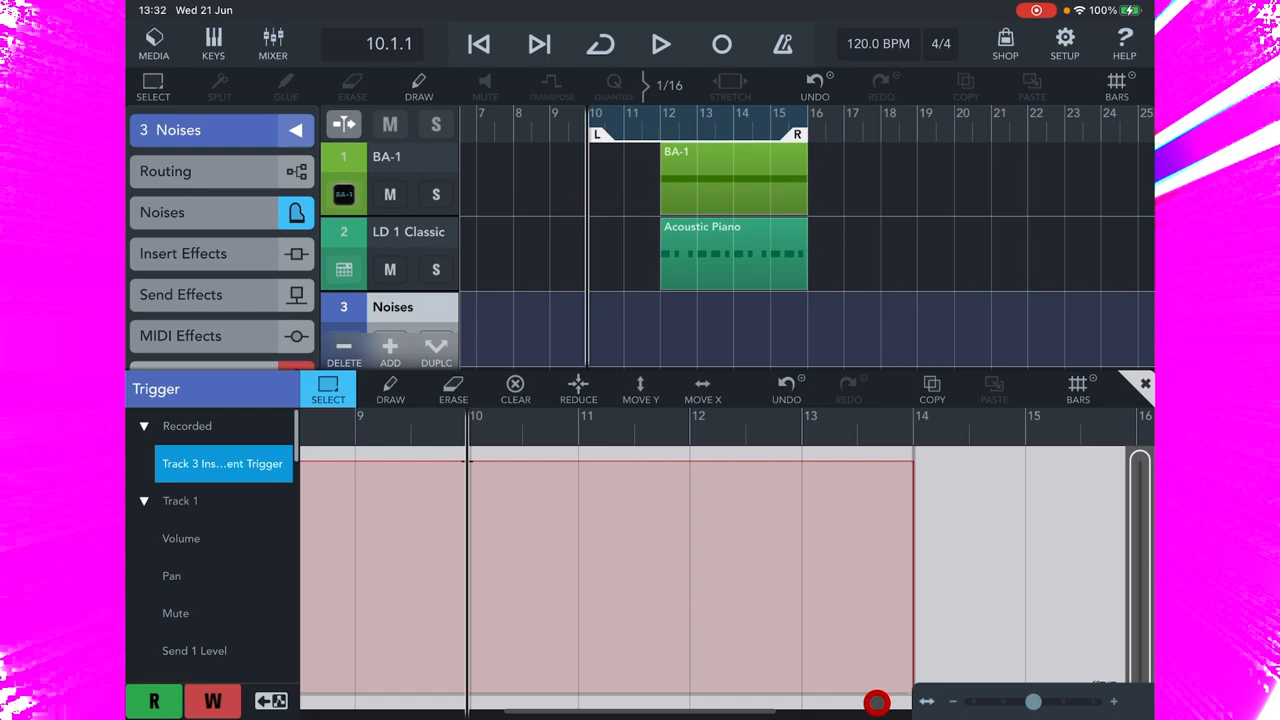 13:32 Wed 21 Jun 100%
MEDIA KEYS MIXER 10.1.1 120.0 BPM 4/4 SHOP SETUP HELP
SELECT SPLIT GLUE ERASE DRAW MUTE TRANSPOSE QUANTIZE 1/16 STRETCH UNDO REDO COPY PASTE BARS
7 8 9 10 11 12 13 14 15 16 17 18 19 20 21 22 23 24 25
L R
3 Noises M S
1 BA-1 BA-1
Routing
BA-1 M S
Noises
2 LD 1 Classic Acoustic Piano
Insert Effects
M S
Send Effects
3 Noises
MIDI Effects
DELETE ADD DUPLC
Trigger SELECT DRAW ERASE CLEAR REDUCE MOVE Y MOVE X UNDO REDO COPY PASTE BARS
9 10 11 12 13 14 15 16
Recorded
Track 3 Ins...ent Trigger
Track 1
Volume
Pan
Mute
Send 1 Level
R W